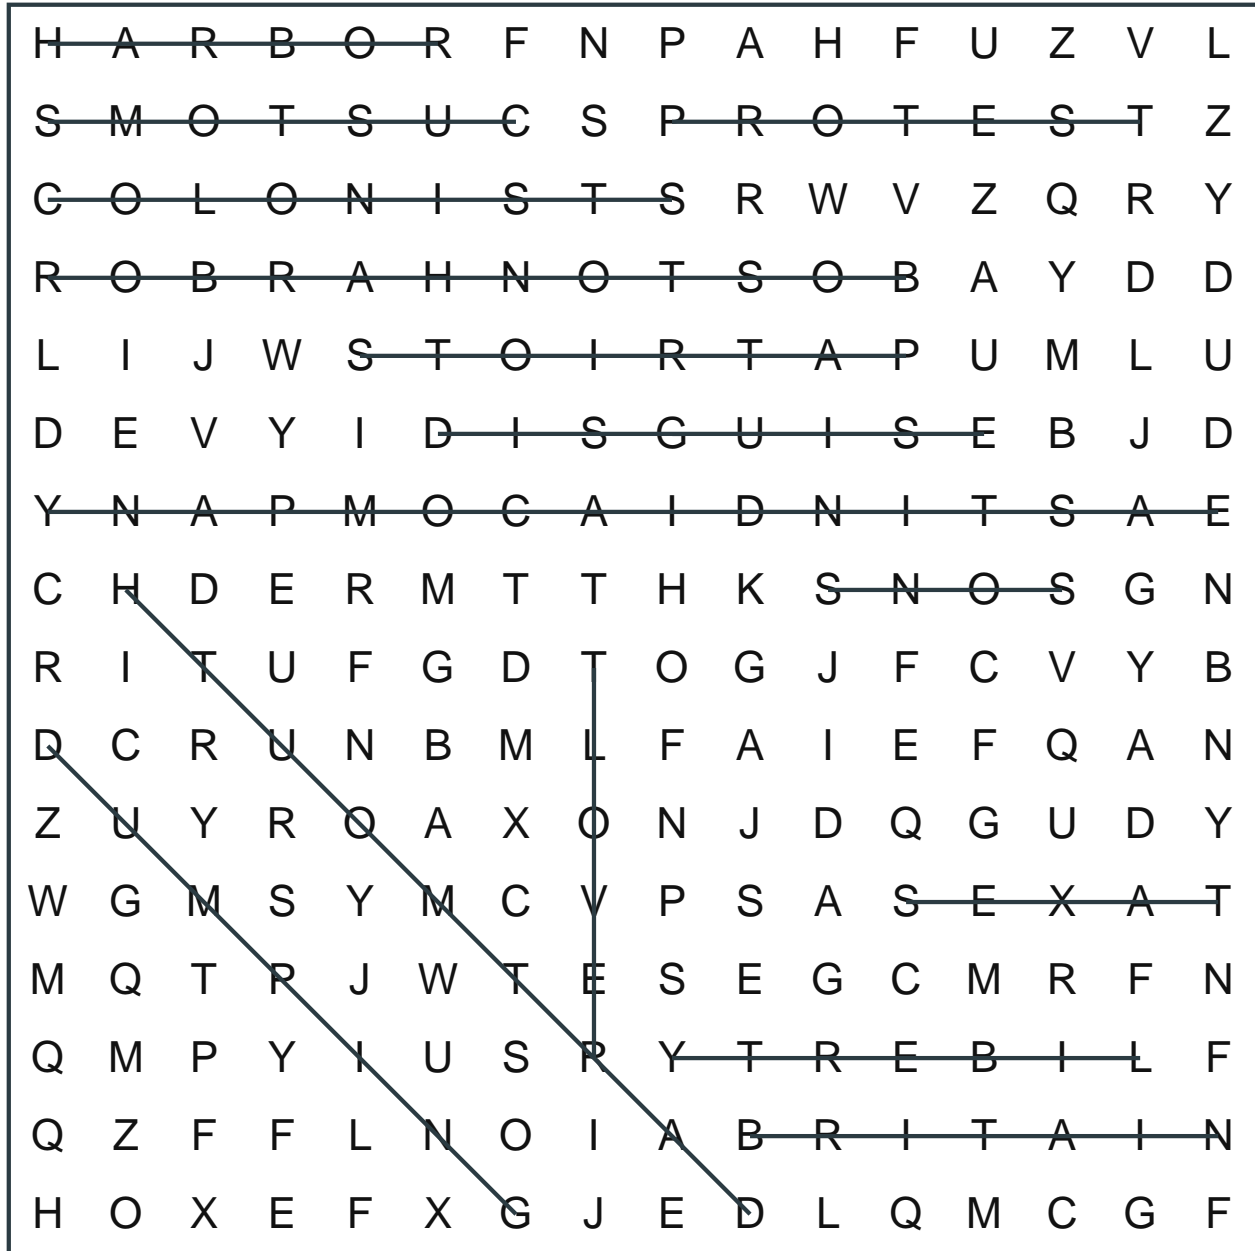 H A R B O R F N P A H F U Z V L
S M O T S U C S P R O T E S T Z
C O L O N I S T S R W V Z Q R Y
R O B R A H N O T S O B A Y D D
L I J W S T O I R T A P U M L U
D E V Y I D I S G U I S E B J D
Y N A P M O C A I D N I T S A E
C H D E R M T T H K S N O S G N
R I T U F G D T O G J F C V Y B
D C R U N B M L F A I E F Q A N
Z U Y R O A X O N J D Q G U D Y
W G M S Y M C V P S A S E X A T
M Q T P J W T E S E G C M R F N
Q M P Y I U S R Y T R E B I L F
Q Z F F L N O I A B R I T A I N
H O X E F X G J E D L Q M C G F